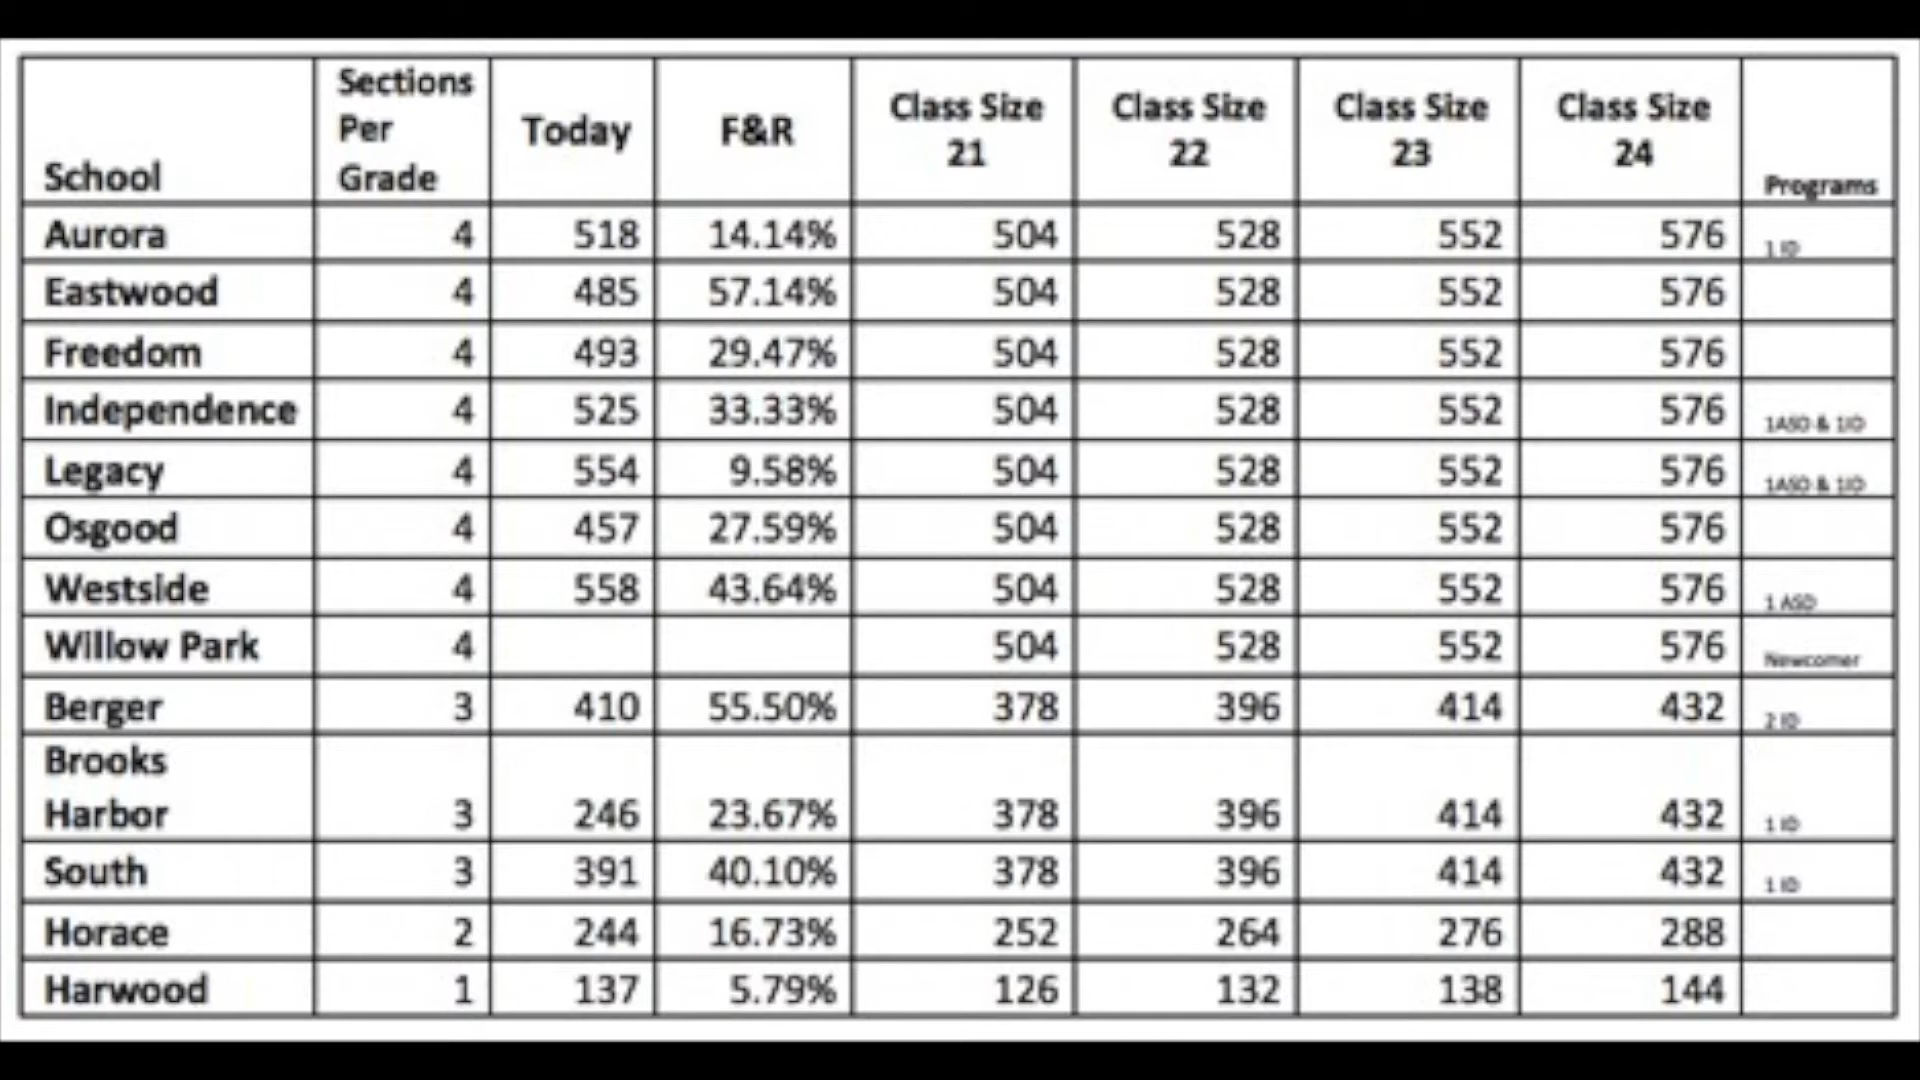 School Sections Per Grade Today F&R Class Size 21 Class Size 22 Class Size 23 Class Size 24 Programs
Aurora 4 518 14.14% 504 528 552 576 1 ID
Eastwood 4 485 57.14% 504 528 552 576
Freedom 4 493 29.47% 504 528 552 576
Independence 4 525 33.33% 504 528 552 576 1ASD & 1ID
Legacy 4 554 9.58% 504 528 552 576 1ASD & 1ID
Osgood 4 457 27.59% 504 528 552 576
Westside 4 558 43.64% 504 528 552 576 1 ASD
Willow Park 4 504 528 552 576 Newcomer
Berger 3 410 55.50% 378 396 414 432 2 ID
Brooks
Harbor 3 246 23.67% 378 396 414 432 1 ID
South 3 391 40.10% 378 396 414 432 1 ID
Horace 2 244 16.73% 252 264 276 288
Harwood 1 137 5.79% 126 132 138 144